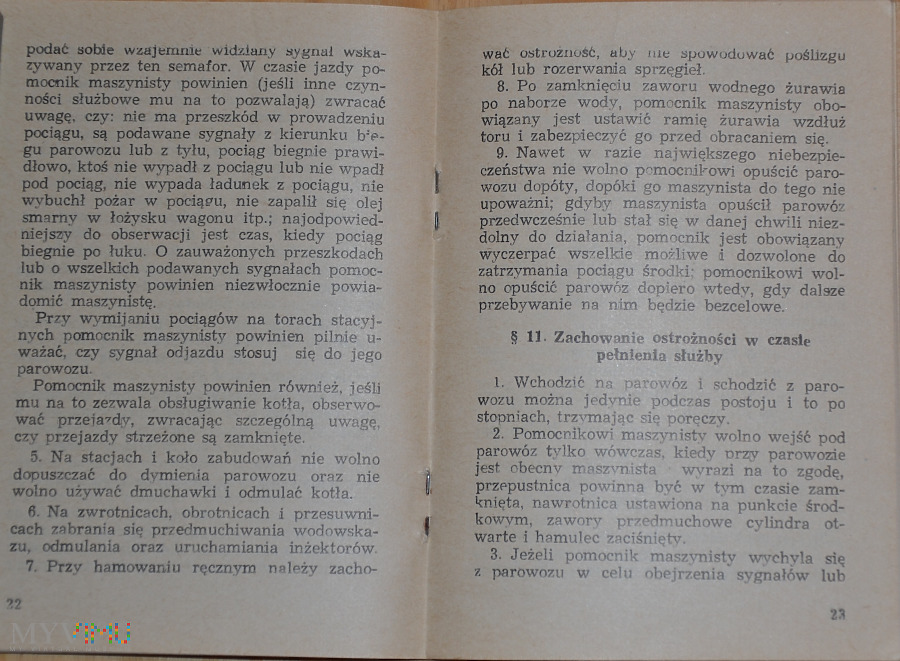 podać sobie wzajemnie widziany sygnał wska-
zywany przez ten semafor. W czasie jazdy po-
mocnik maszynisty powinien (jeśli inne czyn-
ności służbowe mu na to pozwalają) zwracać
uwagę, czy: nie ma przeszkód w prowadzeniu
pociągu, są podawane sygnały z kierunku bie-
gu parowozu lub z tyłu, pociąg biegnie prawi-
dłowo, ktoś nie wypadł z pociągu lub nie wpadł
pod pociąg, nie wypada ładunek z pociągu, nie
wybuchł pożar w pociągu, nie zapalił się olej
smarny w łożysku wagonu itp.; najodpowied-
niejszy do obserwacji jest czas, kiedy pociąg
biegnie po łuku. O zauważonych przeszkodach
lub o wszelkich podawanych sygnałach pomoc-
nik maszynisty powinien niezwłocznie powia-
domić maszynistę.
Przy wymijaniu pociągów na torach stacyj-
nych pomocnik maszynisty powinien pilnie u-
ważać, czy sygnał odjazdu stosuj się do jego
parowozu.
Pomocnik maszynisty powinien również, jeśli
mu na to zezwala obsługiwanie kotła, obserwo-
wać przejazdy, zwracając szczególną uwagę,
czy przejazdy strzeżone są zamknięte.
5. Na stacjach i koło zabudowań nie wolno
dopuszczać do dymienia parowozu oraz nie
wolno używać dmuchawki i odmulać kotła.
6. Na zwrotnicach, obrotnicach i przesuwni-
cach zabrania się przedmuchiwania wodowska-
zu, odmulania oraz uruchamiania inżektorów.
7. Przy hamowaniu ręcznym należy zacho-
22
wać ostrożność, aby nie spowodować poślizgu
kół lub rozerwania sprzęgieł.
8. Po zamknięciu zaworu wodnego żurawia
po naborze wody, pomocnik maszynisty obo-
wiązany jest ustawić ramię żurawia wzdłuż
toru i zabezpieczyć go przed obracaniem się.
9. Nawet w razie największego niebezpie-
czeństwa nie wolno pomocnikowi opuścić paro-
wozu dopóty, dopóki go maszynista do tego nie
upoważni; gdyby maszynista opuścił parowóz
przedwcześnie lub stał się w danej chwili niez-
dolny do działania, pomocnik jest obowiązany
wyczerpać wszelkie możliwe i dozwolone do
zatrzymania pociągu środki; pomocnikowi wol-
no opuścić parowóz dopiero wtedy, gdy dalsze
przebywanie na nim będzie bezcelowe.
§ 11. Zachowanie ostrożności w czasie
pełnienia służby
1. Wchodzić na parowóz i schodzić z paro-
wozu można jedynie podczas postoju i to po
stopniach, trzymając się poręczy.
2. Pomocnikowi maszynisty wolno wejść pod
parowóz tylko wówczas, kiedy przy parowozie
jest obecny maszynista wyrazi na to zgodę,
przepustnica powinna być w tym czasie zam-
knięta, nawrotnica ustawiona na punkcie środ-
kowym, zawory przedmuchowe cylindra ot-
warte i hamulec zaciśnięty.
3. Jeżeli pomocnik maszynisty wychyla się
z parowozu w celu obejrzenia sygnałów lub
23